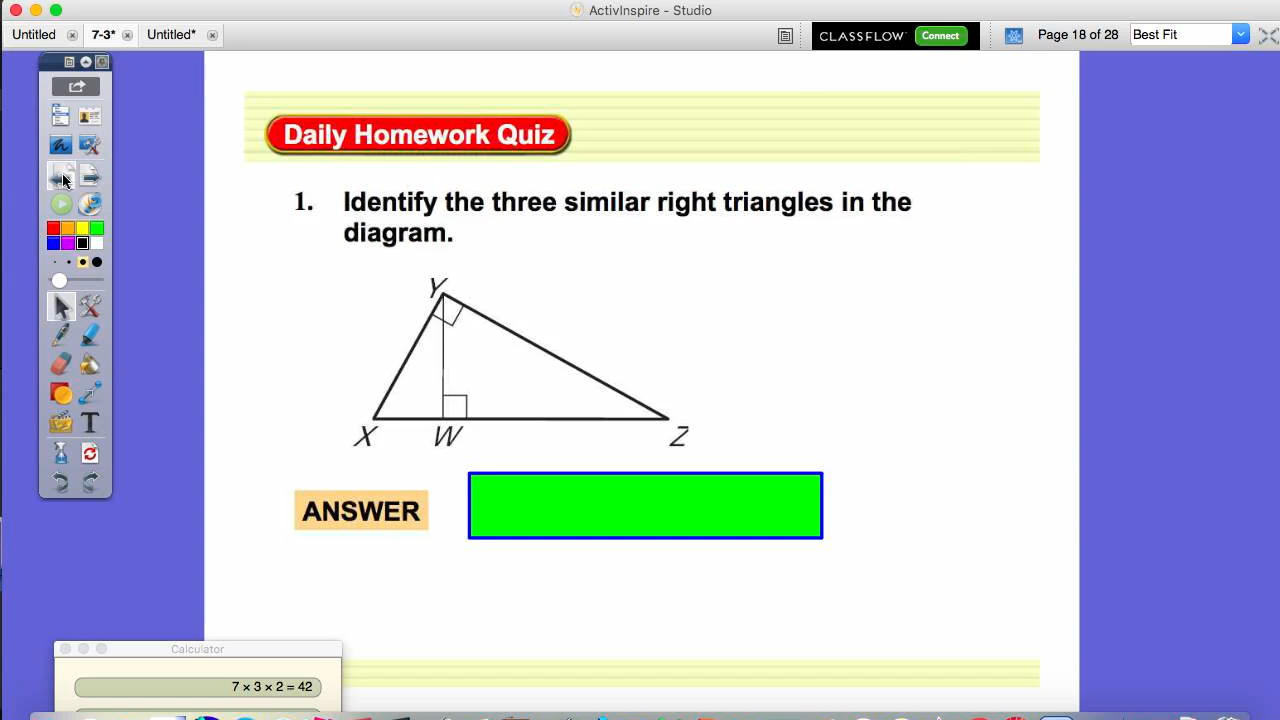 ActivInspire - Studio
Untitled 7-3* Untitled* CLASSFLOW Connect Page 18 of 28 Best Fit
Daily Homework Quiz
1. Identify the three similar right triangles in the
diagram.
Y
X W Z
T
ANSWER
Calculator
7 × 3 × 2 = 42